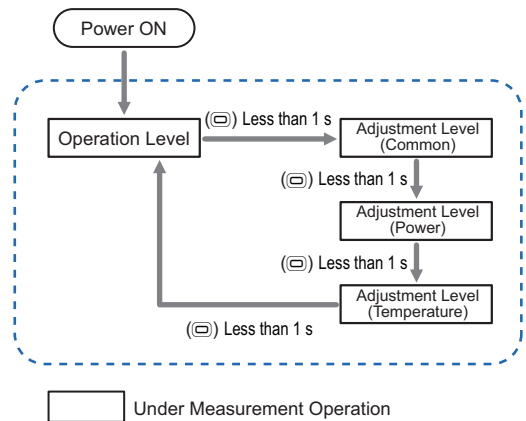 Power ON
Operation Level
() Less than 1 s
Adjustment Level
(Common)
() Less than 1 s
Adjustment Level
(Power)
() Less than 1 s
Adjustment Level
(Temperature)
() Less than 1 s
Under Measurement Operation